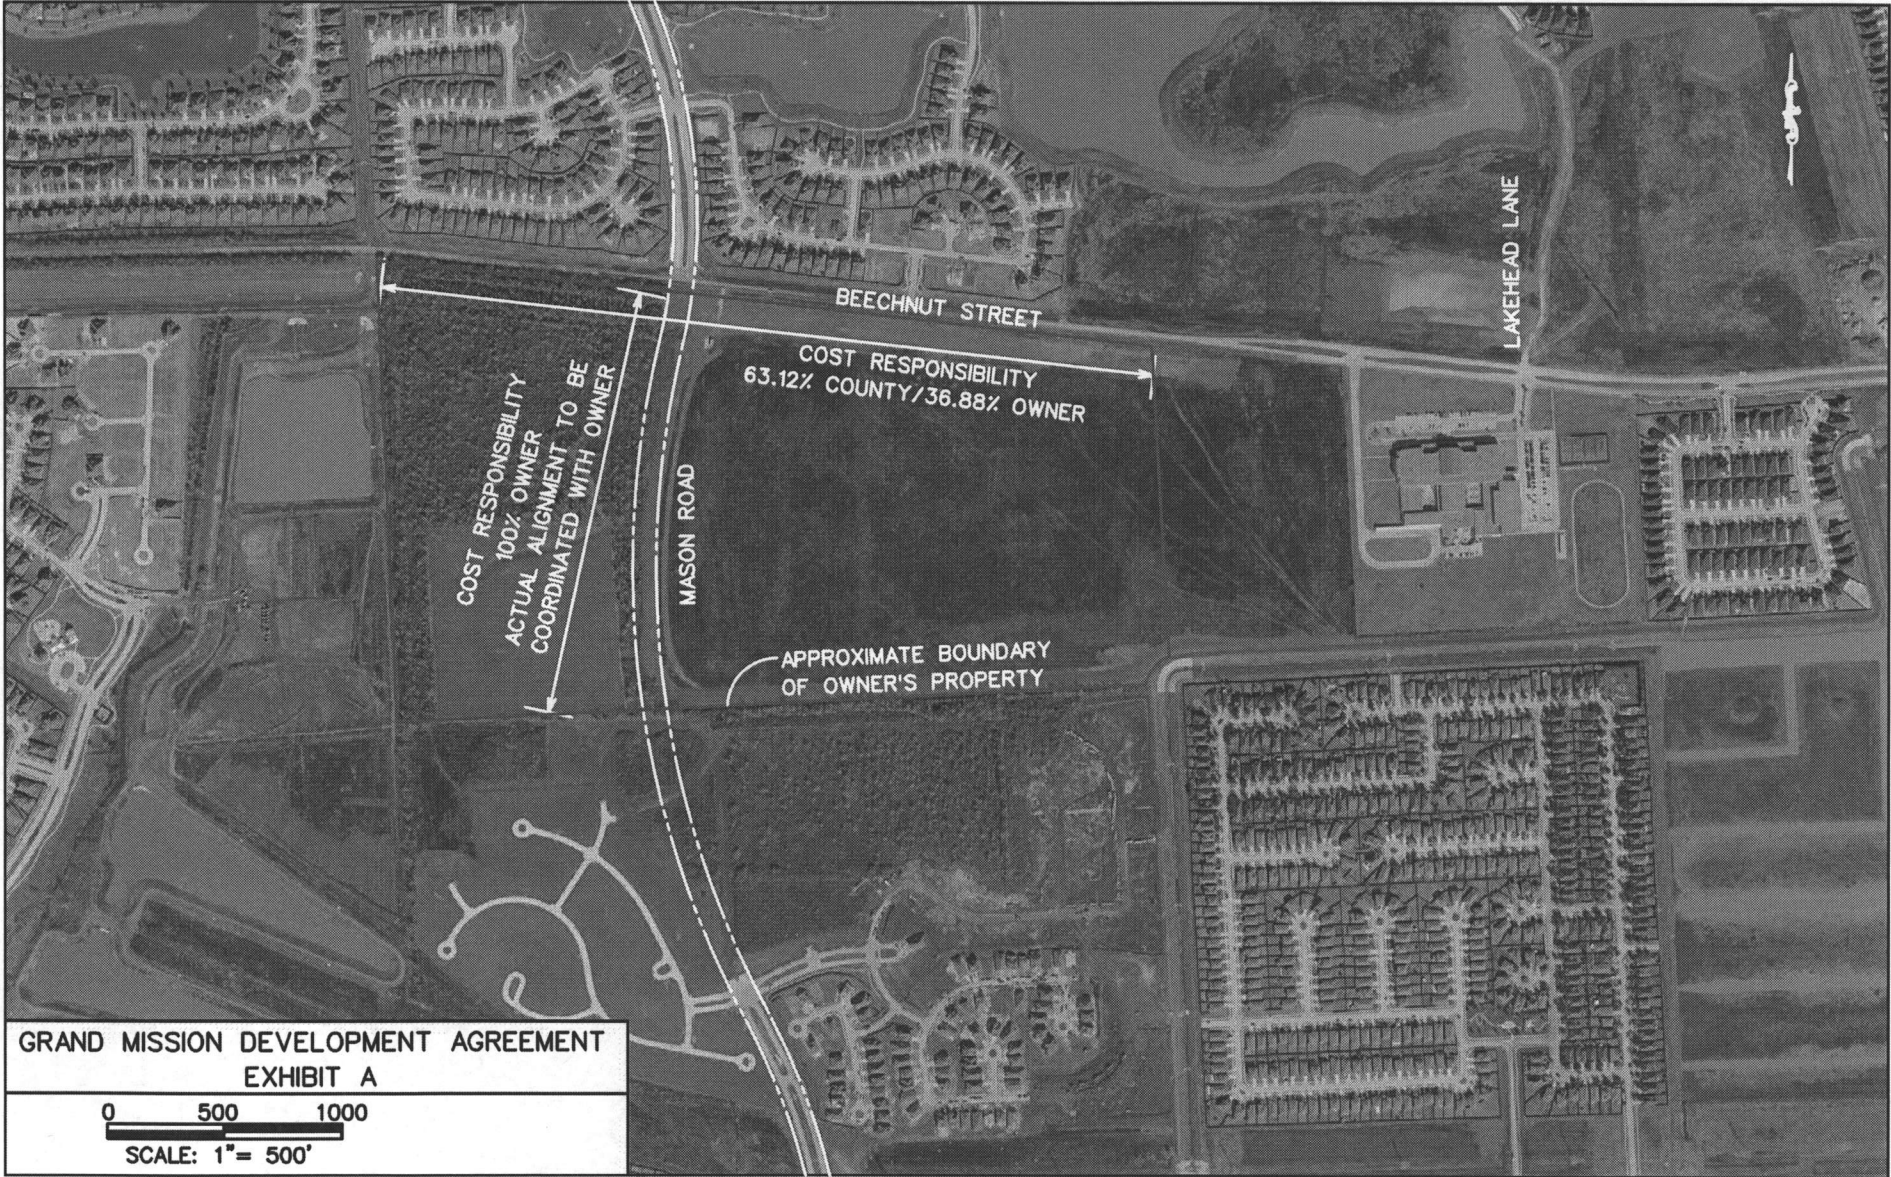 BEECHNUT STREET
LAKEHEAD LANE
COST RESPONSIBILITY
63.12% COUNTY/36.88% OWNER
COST RESPONSIBILITY
100% OWNER
ACTUAL ALIGNMENT TO BE
COORDINATED WITH OWNER
MASON ROAD
APPROXIMATE BOUNDARY
OF OWNER'S PROPERTY
GRAND MISSION DEVELOPMENT AGREEMENT
EXHIBIT A
0 500 1000
SCALE: 1"= 500'